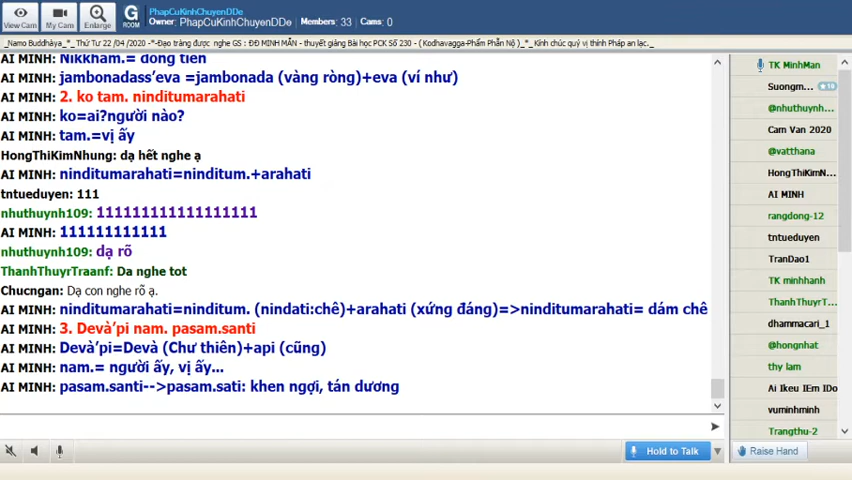 View Cam
My Cam
Enlarge
G
ROOM
PhapCuKinhChuyenDDe
Owner: PhapCuKinhChuyenDDe Members: 33 Cams: 0
_Namo Buddhàya_*_ Thứ Tư 22 /04 /2020 -*-Đạo tràng được nghe GS : ĐĐ MINH MẪN - thuyết giảng Bài học PCK Số 230 - ( Kodhavagga-Phẩm Phẫn Nộ )_*_ Kính chúc quý vị thính Pháp an lạc._
AI MINH: Nikkham.= đồng tiền
AI MINH: jambonadass'eva =jambonada (vàng ròng)+eva (ví như)
AI MINH: 2. ko tam. ninditumarahati
AI MINH: ko=ai?người nào?
AI MINH: tam.=vị ấy
HongThiKimNhung: dạ hết nghe ạ
AI MINH: ninditumarahati=ninditum.+arahati
tntueduyen: 111
nhuthuynh109: 11111111111111111
AI MINH: 111111111111
nhuthuynh109: dạ rõ
ThanhThuyrTraanf: Da nghe tot
Chucngan: Dạ con nghe rõ ạ.
AI MINH: ninditumarahati=ninditum. (nindati:chê)+arahati (xứng đáng)=>ninditumarahati= dám chê
AI MINH: 3. Devà'pi nam. pasam.santi
AI MINH: Devà'pi=Devà (Chư thiên)+api (cũng)
AI MINH: nam.= người ấy, vị ấy...
AI MINH: pasam.santi-->pasam.sati: khen ngợi, tán dương
Hold to Talk
Raise Hand
TK MinhMan
Suongm... 10
@nhuthuynh...
Cam Van 2020
@vatthana
HongThiKimN...
AI MINH
rangdong-12
tntueduyen
TranDao1
TK minhhanh
ThanhThuyrT...
dhammacari_1
@hongnhat
thy lam
Ai Ikeu IEm IDo
vuminhminh
Trangthu-2